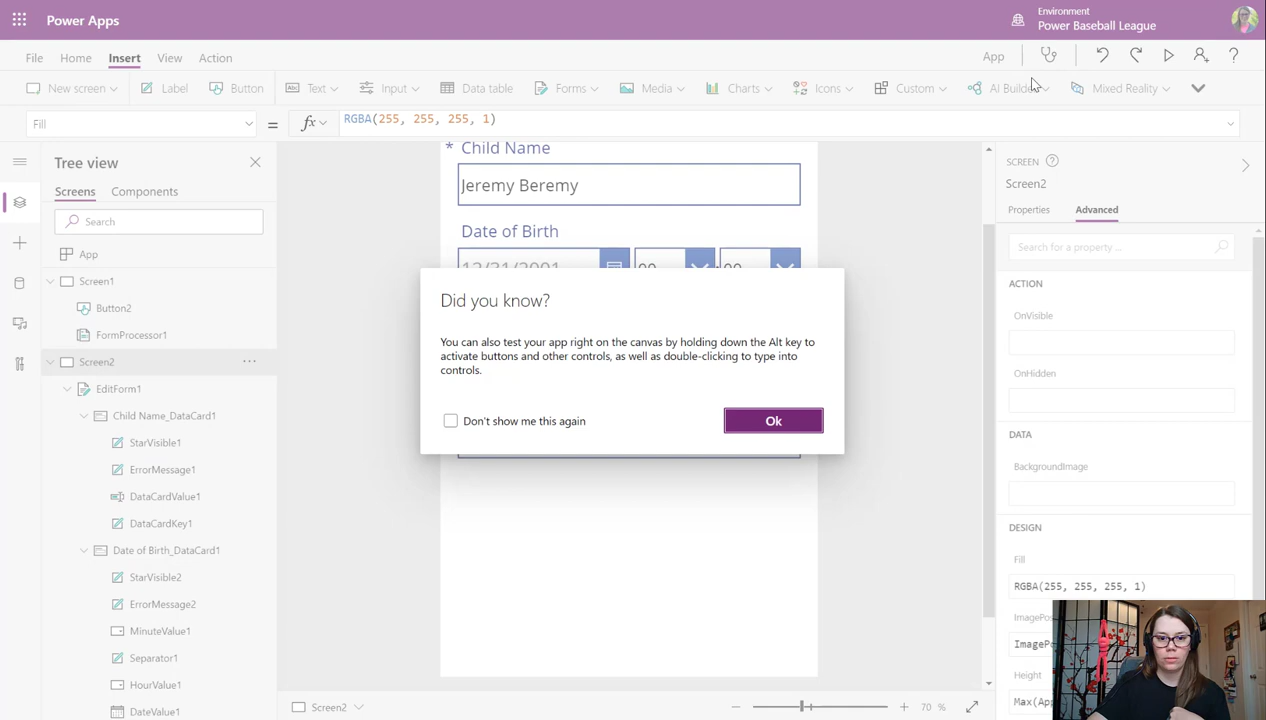 Power Apps
Environment
Power Baseball League
File Home Insert View Action
App
New screen Label Button Text Input Data table Forms Media Charts Icons Custom AI Builder Mixed Reality
Fill = fx RGBA(255, 255, 255, 1)
Tree view
Screens Components
Search
App
Screen1
Button2
FormProcessor1
Screen2
EditForm1
Child Name_DataCard1
StarVisible1
ErrorMessage1
DataCardValue1
DataCardKey1
Date of Birth_DataCard1
StarVisible2
ErrorMessage2
MinuteValue1
Separator1
HourValue1
DateValue1
* Child Name
Jeremy Beremy
Date of Birth
12/31/2001 00 : 00
Did you know?
You can also test your app right on the canvas by holding down the Alt key to
activate buttons and other controls, as well as double-clicking to type into
controls.
Don't show me this again
Ok
SCREEN
Screen2
Properties Advanced
Search for a property ...
ACTION
OnVisible
OnHidden
DATA
BackgroundImage
DESIGN
Fill
RGBA(255, 255, 255, 1)
Height
Screen2
70 %